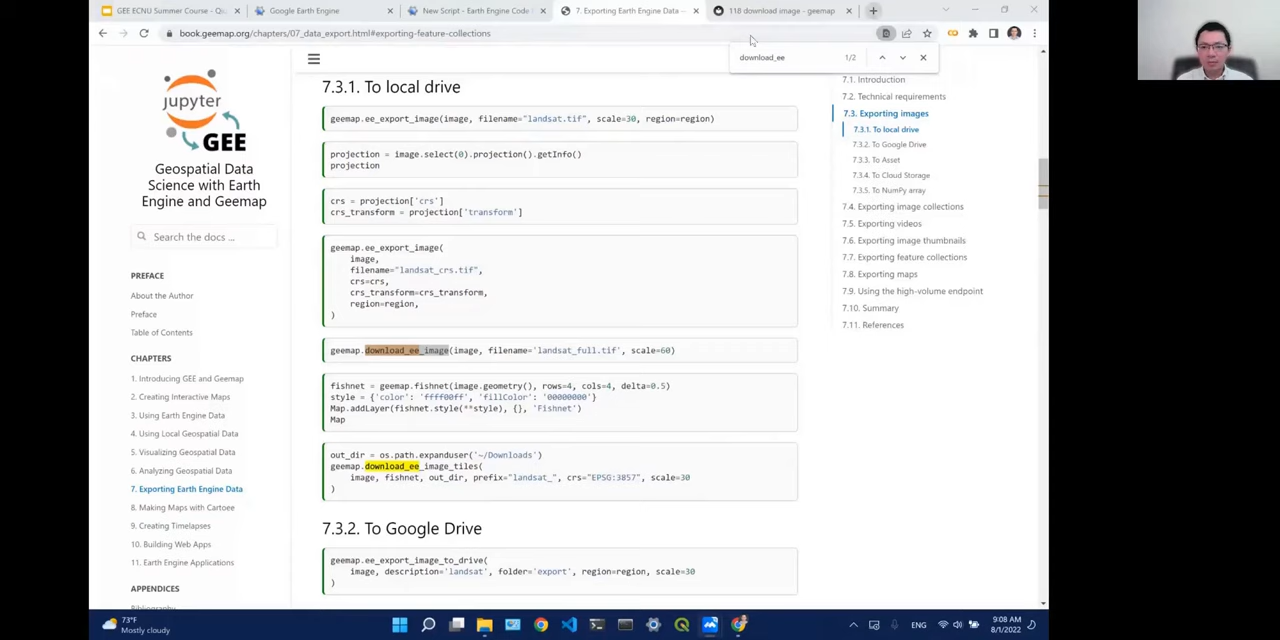 GEE ECNU Summer Course - Qiu
Google Earth Engine
New Script - Earth Engine Code
7. Exporting Earth Engine Data —
118 download image - geemap
book.geemap.org/chapters/07_data_export.html#exporting-feature-collections
download_ee
1/2
jupyter
GEE
Geospatial Data
Science with Earth
Engine and Geemap
Search the docs ...
PREFACE
About the Author
Preface
Table of Contents
CHAPTERS
1. Introducing GEE and Geemap
2. Creating Interactive Maps
3. Using Earth Engine Data
4. Using Local Geospatial Data
5. Visualizing Geospatial Data
6. Analyzing Geospatial Data
7. Exporting Earth Engine Data
8. Making Maps with Cartoee
9. Creating Timelapses
10. Building Web Apps
11. Earth Engine Applications
APPENDICES
7.3.1. To local drive
geemap.ee_export_image(image, filename="landsat.tif", scale=30, region=region)
projection = image.select(0).projection().getInfo()
projection
crs = projection['crs']
crs_transform = projection['transform']
geemap.ee_export_image(
image,
filename="landsat_crs.tif",
crs=crs,
crs_transform=crs_transform,
region=region,
)
geemap.download_ee_image(image, filename='landsat_full.tif', scale=60)
fishnet = geemap.fishnet(image.geometry(), rows=4, cols=4, delta=0.5)
style = {'color': 'ffff00ff', 'fillColor': '00000000'}
Map.addLayer(fishnet.style(**style), {}, 'Fishnet')
Map
out_dir = os.path.expanduser('~/Downloads')
geemap.download_ee_image_tiles(
image, fishnet, out_dir, prefix="landsat_", crs="EPSG:3857", scale=30
)
7.3.2. To Google Drive
geemap.ee_export_image_to_drive(
image, description='landsat', folder='export', region=region, scale=30
)
7.1. Introduction
7.2. Technical requirements
7.3. Exporting images
7.3.1. To local drive
7.3.2. To Google Drive
7.3.3. To Asset
7.3.4. To Cloud Storage
7.3.5. To NumPy array
7.4. Exporting image collections
7.5. Exporting videos
7.6. Exporting image thumbnails
7.7. Exporting feature collections
7.8. Exporting maps
7.9. Using the high-volume endpoint
7.10. Summary
7.11. References
73°F
Mostly cloudy
ENG
9:08 AM
8/1/2022